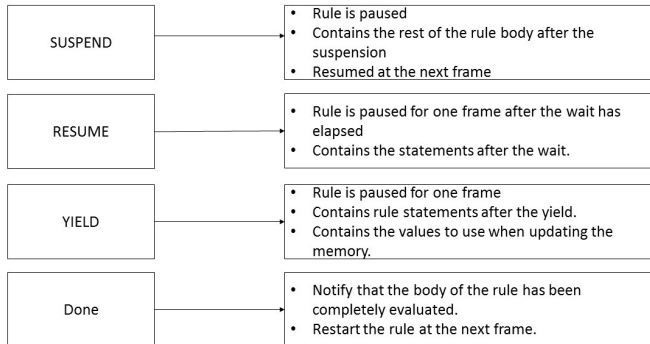 SUSPEND
• Rule is paused
• Contains the rest of the rule body after the
suspension
• Resumed at the next frame
RESUME
• Rule is paused for one frame after the wait has
elapsed
• Contains the statements after the wait.
YIELD
• Rule is paused for one frame
• Contains rule statements after the yield.
• Contains the values to use when updating the
memory.
Done
• Notify that the body of the rule has been
completely evaluated.
• Restart the rule at the next frame.